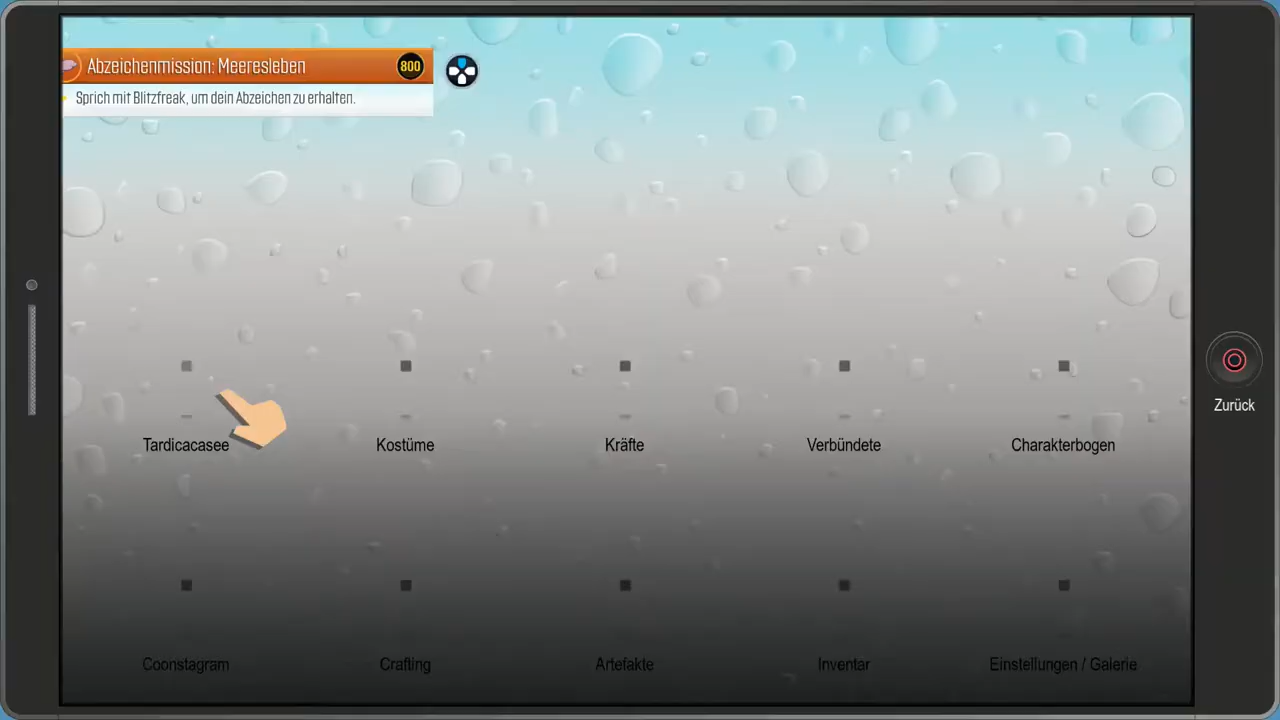 Abzeichenmission: Meeresleben 800
Sprich mit Blitzfreak, um dein Abzeichen zu erhalten.
Zurück
Tardicacasee Kostüme Kräfte Verbündete Charakterbogen
Coonstagram Crafting Artefakte Inventar Einstellungen / Galerie